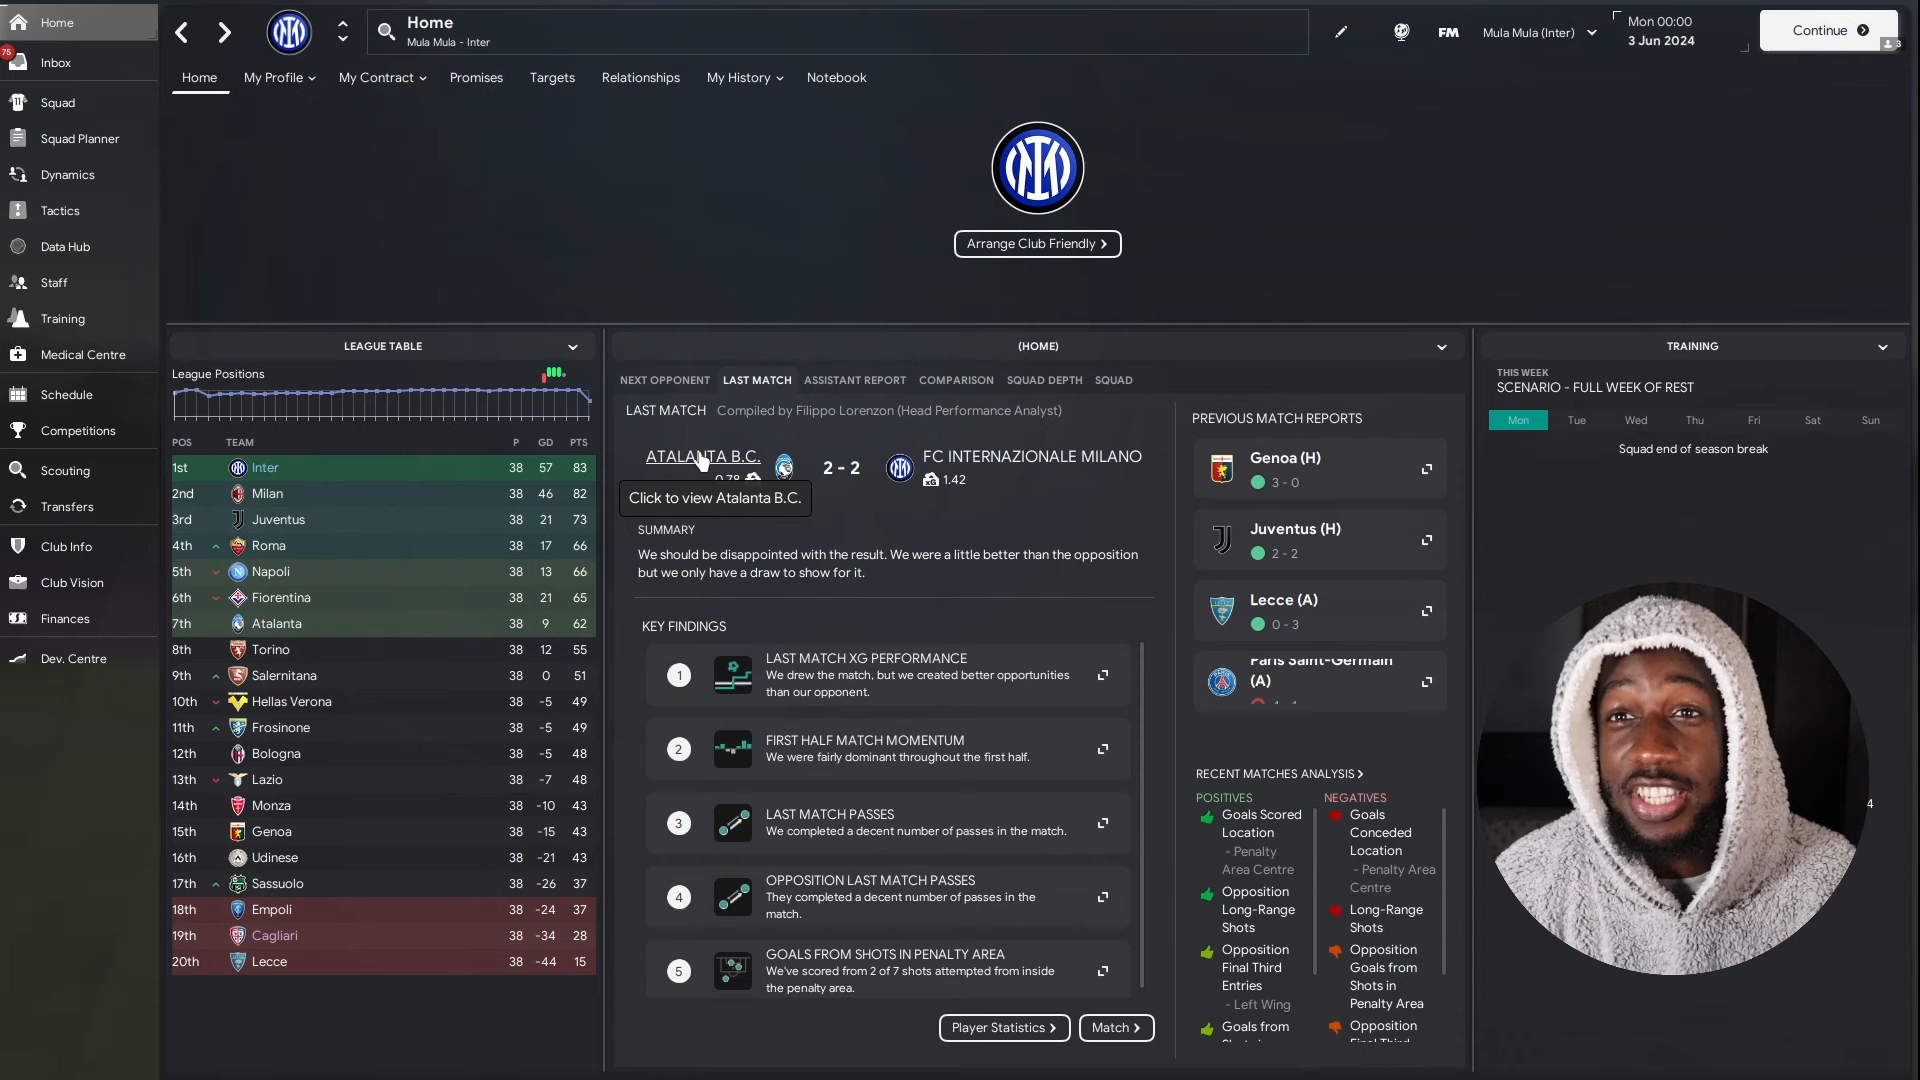 Home
75
Inbox
Squad
Squad Planner
Dynamics
Tactics
Data Hub
Staff
Training
Medical Centre
Schedule
Competitions
Scouting
Transfers
Club Info
Club Vision
Finances
Dev. Centre
Home
Mula Mula - Inter
FM
Mula Mula (Inter)
Mon 00:00
3 Jun 2024
Continue
3
Home My Profile My Contract Promises Targets Relationships My History Notebook
Arrange Club Friendly >
LEAGUE TABLE
League Positions
POS TEAM P GD PTS
1st Inter 38 57 83
2nd Milan 38 46 82
3rd Juventus 38 21 73
4th Roma 38 17 66
5th Napoli 38 13 66
6th Fiorentina 38 21 65
7th Atalanta 38 9 62
8th Torino 38 12 55
9th Salernitana 38 0 51
10th Hellas Verona 38 -5 49
11th Frosinone 38 -5 49
12th Bologna 38 -5 48
13th Lazio 38 -7 48
14th Monza 38 -10 43
15th Genoa 38 -15 43
16th Udinese 38 -21 43
17th Sassuolo 38 -26 37
18th Empoli 38 -24 37
19th Cagliari 38 -34 28
20th Lecce 38 -44 15
(HOME)
NEXT OPPONENT LAST MATCH ASSISTANT REPORT COMPARISON SQUAD DEPTH SQUAD
LAST MATCH Compiled by Filippo Lorenzon (Head Performance Analyst)
ATALANTA B.C. 2 - 2 FC INTERNAZIONALE MILANO
0.78 xG xG 1.42
Click to view Atalanta B.C.
SUMMARY
We should be disappointed with the result. We were a little better than the opposition
but we only have a draw to show for it.
KEY FINDINGS
1
LAST MATCH XG PERFORMANCE
We drew the match, but we created better opportunities
than our opponent.
2
FIRST HALF MATCH MOMENTUM
We were fairly dominant throughout the first half.
3
LAST MATCH PASSES
We completed a decent number of passes in the match.
4
OPPOSITION LAST MATCH PASSES
They completed a decent number of passes in the
match.
5
GOALS FROM SHOTS IN PENALTY AREA
We've scored from 2 of 7 shots attempted from inside
the penalty area.
Player Statistics >
Match >
PREVIOUS MATCH REPORTS
Genoa (H)
3 - 0
Juventus (H)
2 - 2
Lecce (A)
0 - 3
Paris Saint-Germain
(A)
RECENT MATCHES ANALYSIS >
POSITIVES
Goals Scored
Location
- Penalty
Area Centre
Opposition
Long-Range
Shots
Opposition
Final Third
Entries
- Left Wing
Goals from
NEGATIVES
Goals
Conceded
Location
- Penalty Area
Centre
Long-Range
Shots
Opposition
Goals from
Shots in
Penalty Area
Opposition
Final Third
TRAINING
THIS WEEK
SCENARIO - FULL WEEK OF REST
Mon Tue Wed Thu Fri Sat Sun
Squad end of season break
4